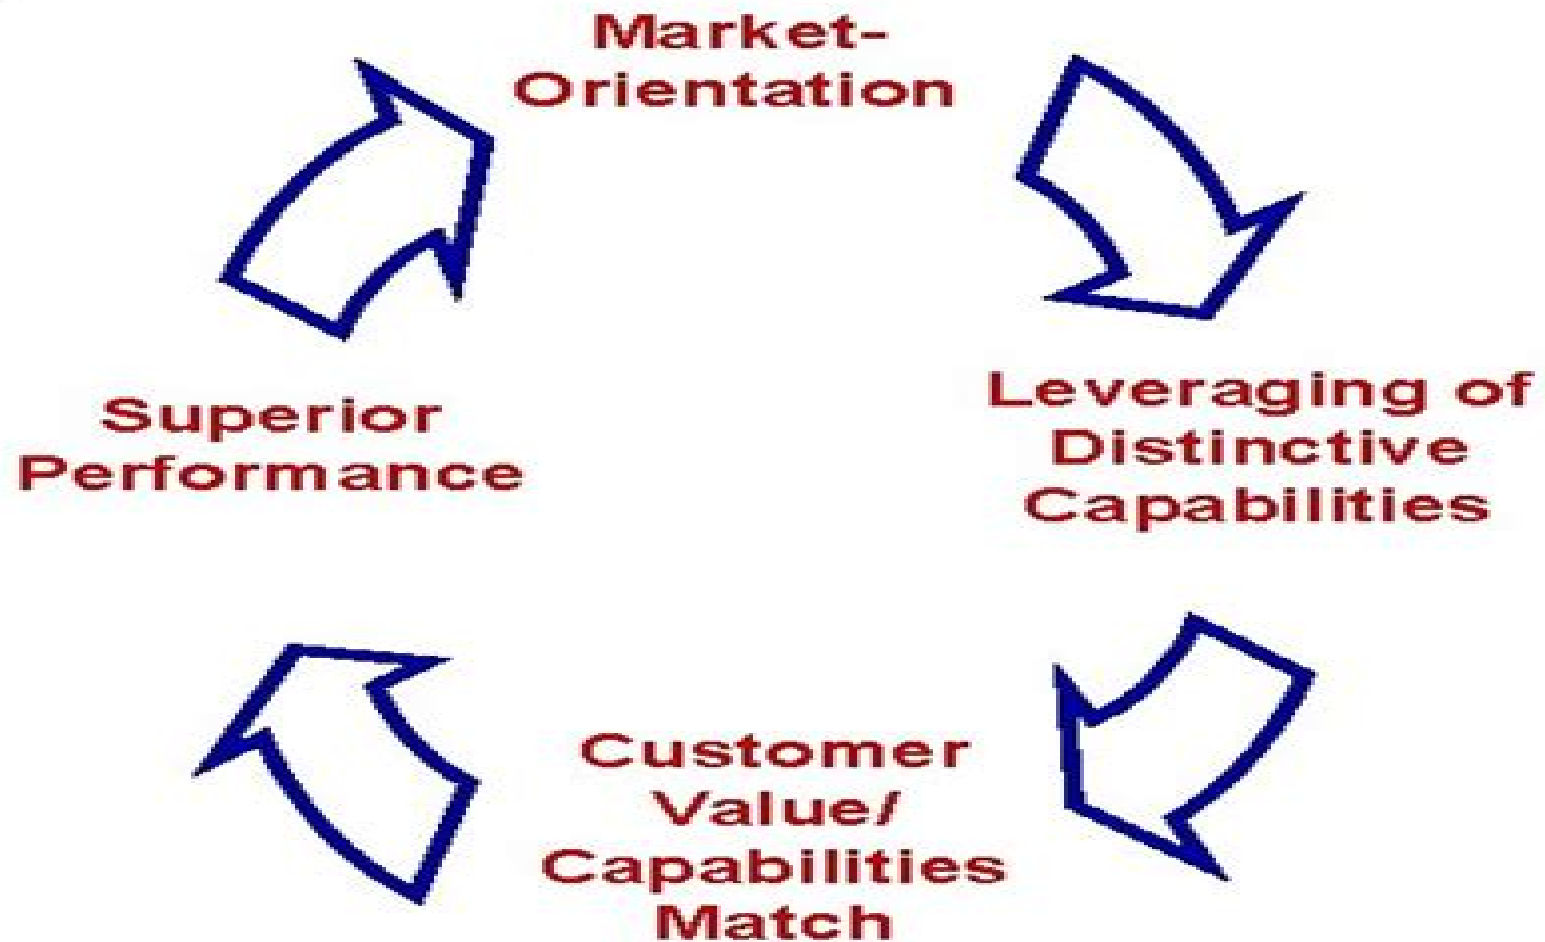 Market-
Orientation
Leveraging of
Distinctive
Capabilities
Customer
Value/
Capabilities
Match
Superior
Performance